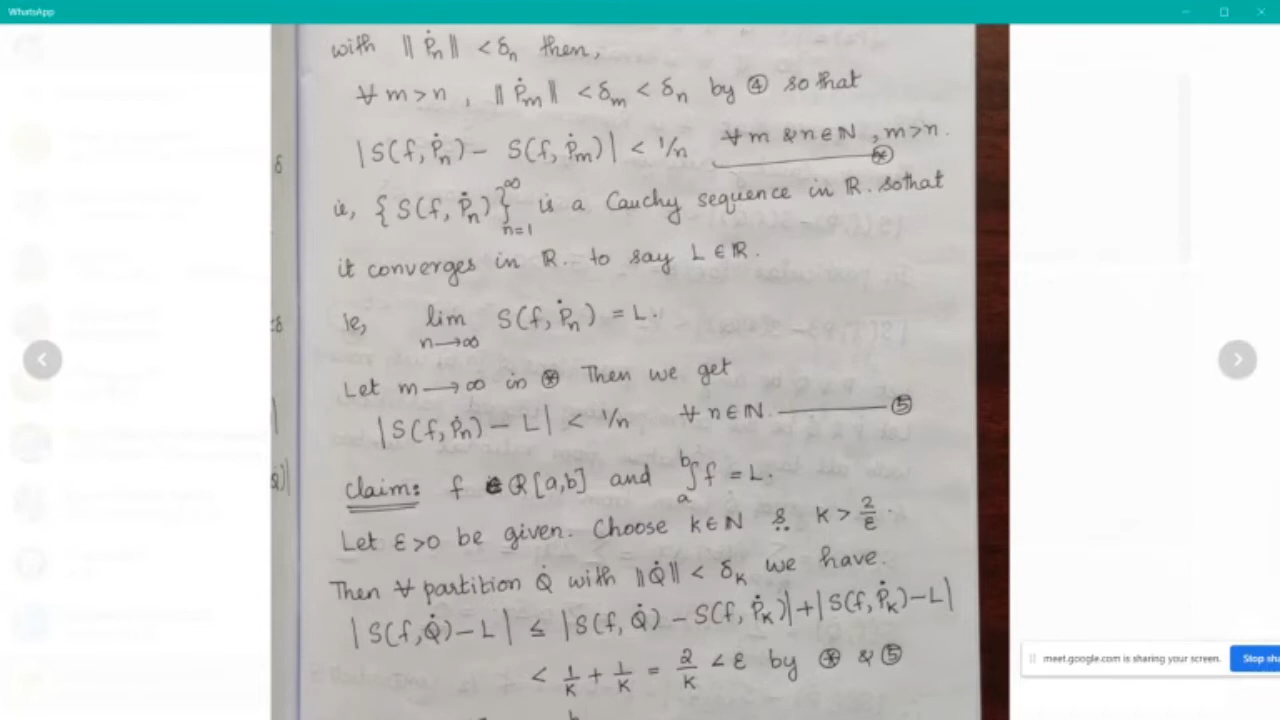 WhatsApp
with || Ṗₙ || < δₙ then,
∀ m > n , || Ṗₘ || < δₘ < δₙ by ④ so that
| S(f, Ṗₙ) - S(f, Ṗₘ) | < 1/n ∀ m & n ∈ ℕ , m > n. ⊛
ie, { S(f, Ṗₙ) }ₙ₌₁^∞ is a Cauchy sequence in ℝ. so that
it converges in ℝ. to say L ∈ ℝ.
ie, lim n→∞ S(f, Ṗₙ) = L.
Let m → ∞ in ⊛ Then we get
| S(f, Ṗₙ) - L | < 1/n ∀ n ∈ ℕ. ⑤
Claim: f ∈ R[a,b] and ∫ₐᵇ f = L.
Let ε > 0 be given. Choose k ∈ ℕ ∋: k > 2/ε.
Then ∀ partition Q̇ with ||Q̇|| < δ_K we have.
| S(f, Q̇) - L | ≤ | S(f, Q̇) - S(f, Ṗ_K) | + | S(f, Ṗ_K) - L |
< 1/K + 1/K = 2/K < ε by ⊛ & ⑤
meet.google.com is sharing your screen.
Stop sha